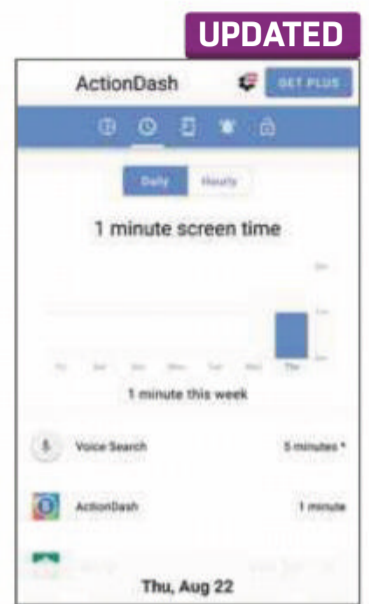 UPDATED
ActionDash GET PLUS
Daily Hourly
1 minute screen time
Thu
1 minute this week
Voice Search 5 minutes *
ActionDash 1 minute
Thu, Aug 22